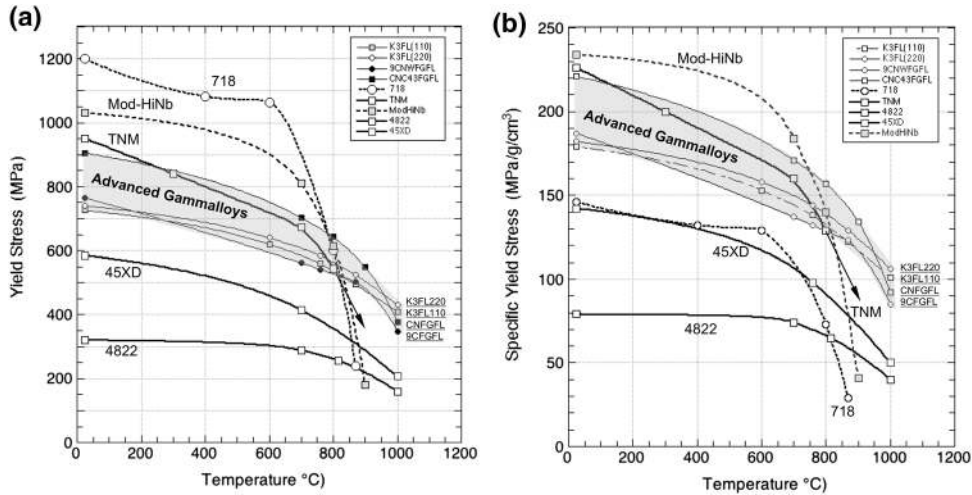 (a)
1200
1000
800
600
400
200
0
0 200 400 600 800 1000 1200
Yield Stress (MPa)
Temperature °C)
K3FL(110)
K3FL(220)
9CNWFGFL
CNC43FGFL
718
TNM
ModHiNb
4822
45XD
718
Mod-HiNb
TNM
Advanced Gammalloys
45XD
4822
K3FL220
K3FL110
CNFGFL
9CFGFL
(b)
250
200
150
100
50
0
0 200 400 600 800 1000 1200
Specific Yield Stress (MPa/g/cm³)
Temperature °C)
K3FL(110)
K3FL(220)
9CNWFGFL
CNC43FGFL
718
TNM
4822
45XD
ModHiNb
Mod-HiNb
Advanced Gammalloys
45XD
4822
K3FL220
K3FL110
CNFGFL
9CFGFL
TNM
718